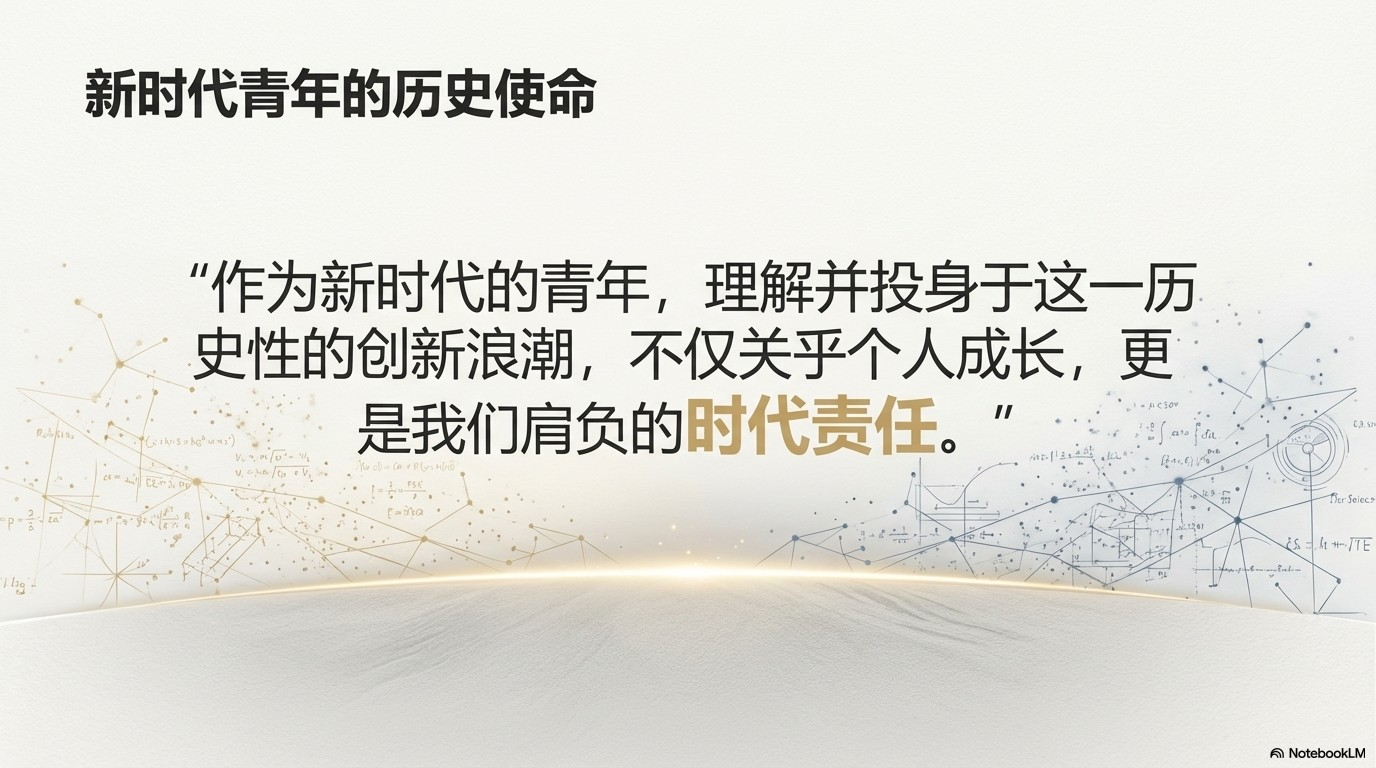 新时代青年的历史使命
“作为新时代的青年，理解并投身于这一历
史性的创新浪潮，不仅关乎个人成长，更
是我们肩负的时代责任。”
NotebookLM